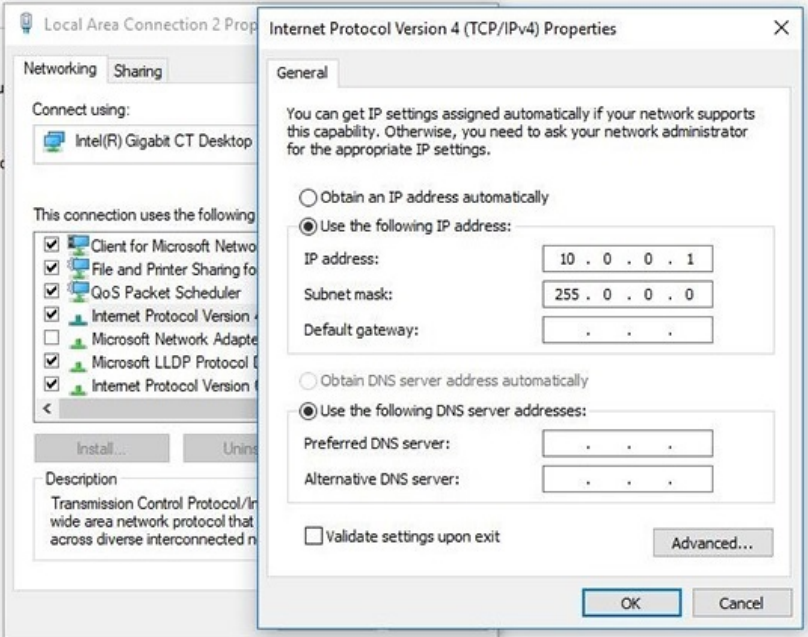 Local Area Connection 2 Prop
Internet Protocol Version 4 (TCP/IPv4) Properties
Networking
Sharing
Connect using:
Intel(R) Gigabit CT Desktop
This connection uses the following
Client for Microsoft Netwo
File and Printer Sharing fo
QoS Packet Scheduler
Internet Protocol Version 4
Microsoft Network Adapte
Microsoft LLDP Protocol D
Internet Protocol Version 6
Install...
Unins
Description
Transmission Control Protocol/In
wide area network protocol that
across diverse interconnected n
General
You can get IP settings assigned automatically if your network supports
this capability. Otherwise, you need to ask your network administrator
for the appropriate IP settings.
Obtain an IP address automatically
Use the following IP address:
IP address: 10 . 0 . 0 . 1
Subnet mask: 255 . 0 . 0 . 0
Default gateway: . . .
Obtain DNS server address automatically
Use the following DNS server addresses:
Preferred DNS server: . . .
Alternative DNS server: . . .
Validate settings upon exit
Advanced...
OK
Cancel